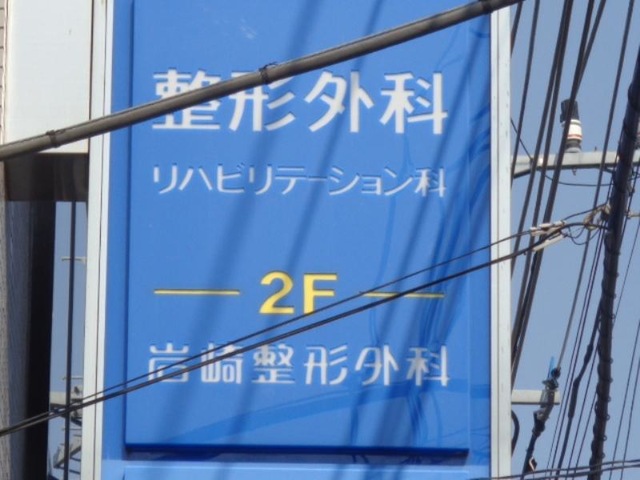 整形外科
リハビリテーション科
2F
岩崎整形外科